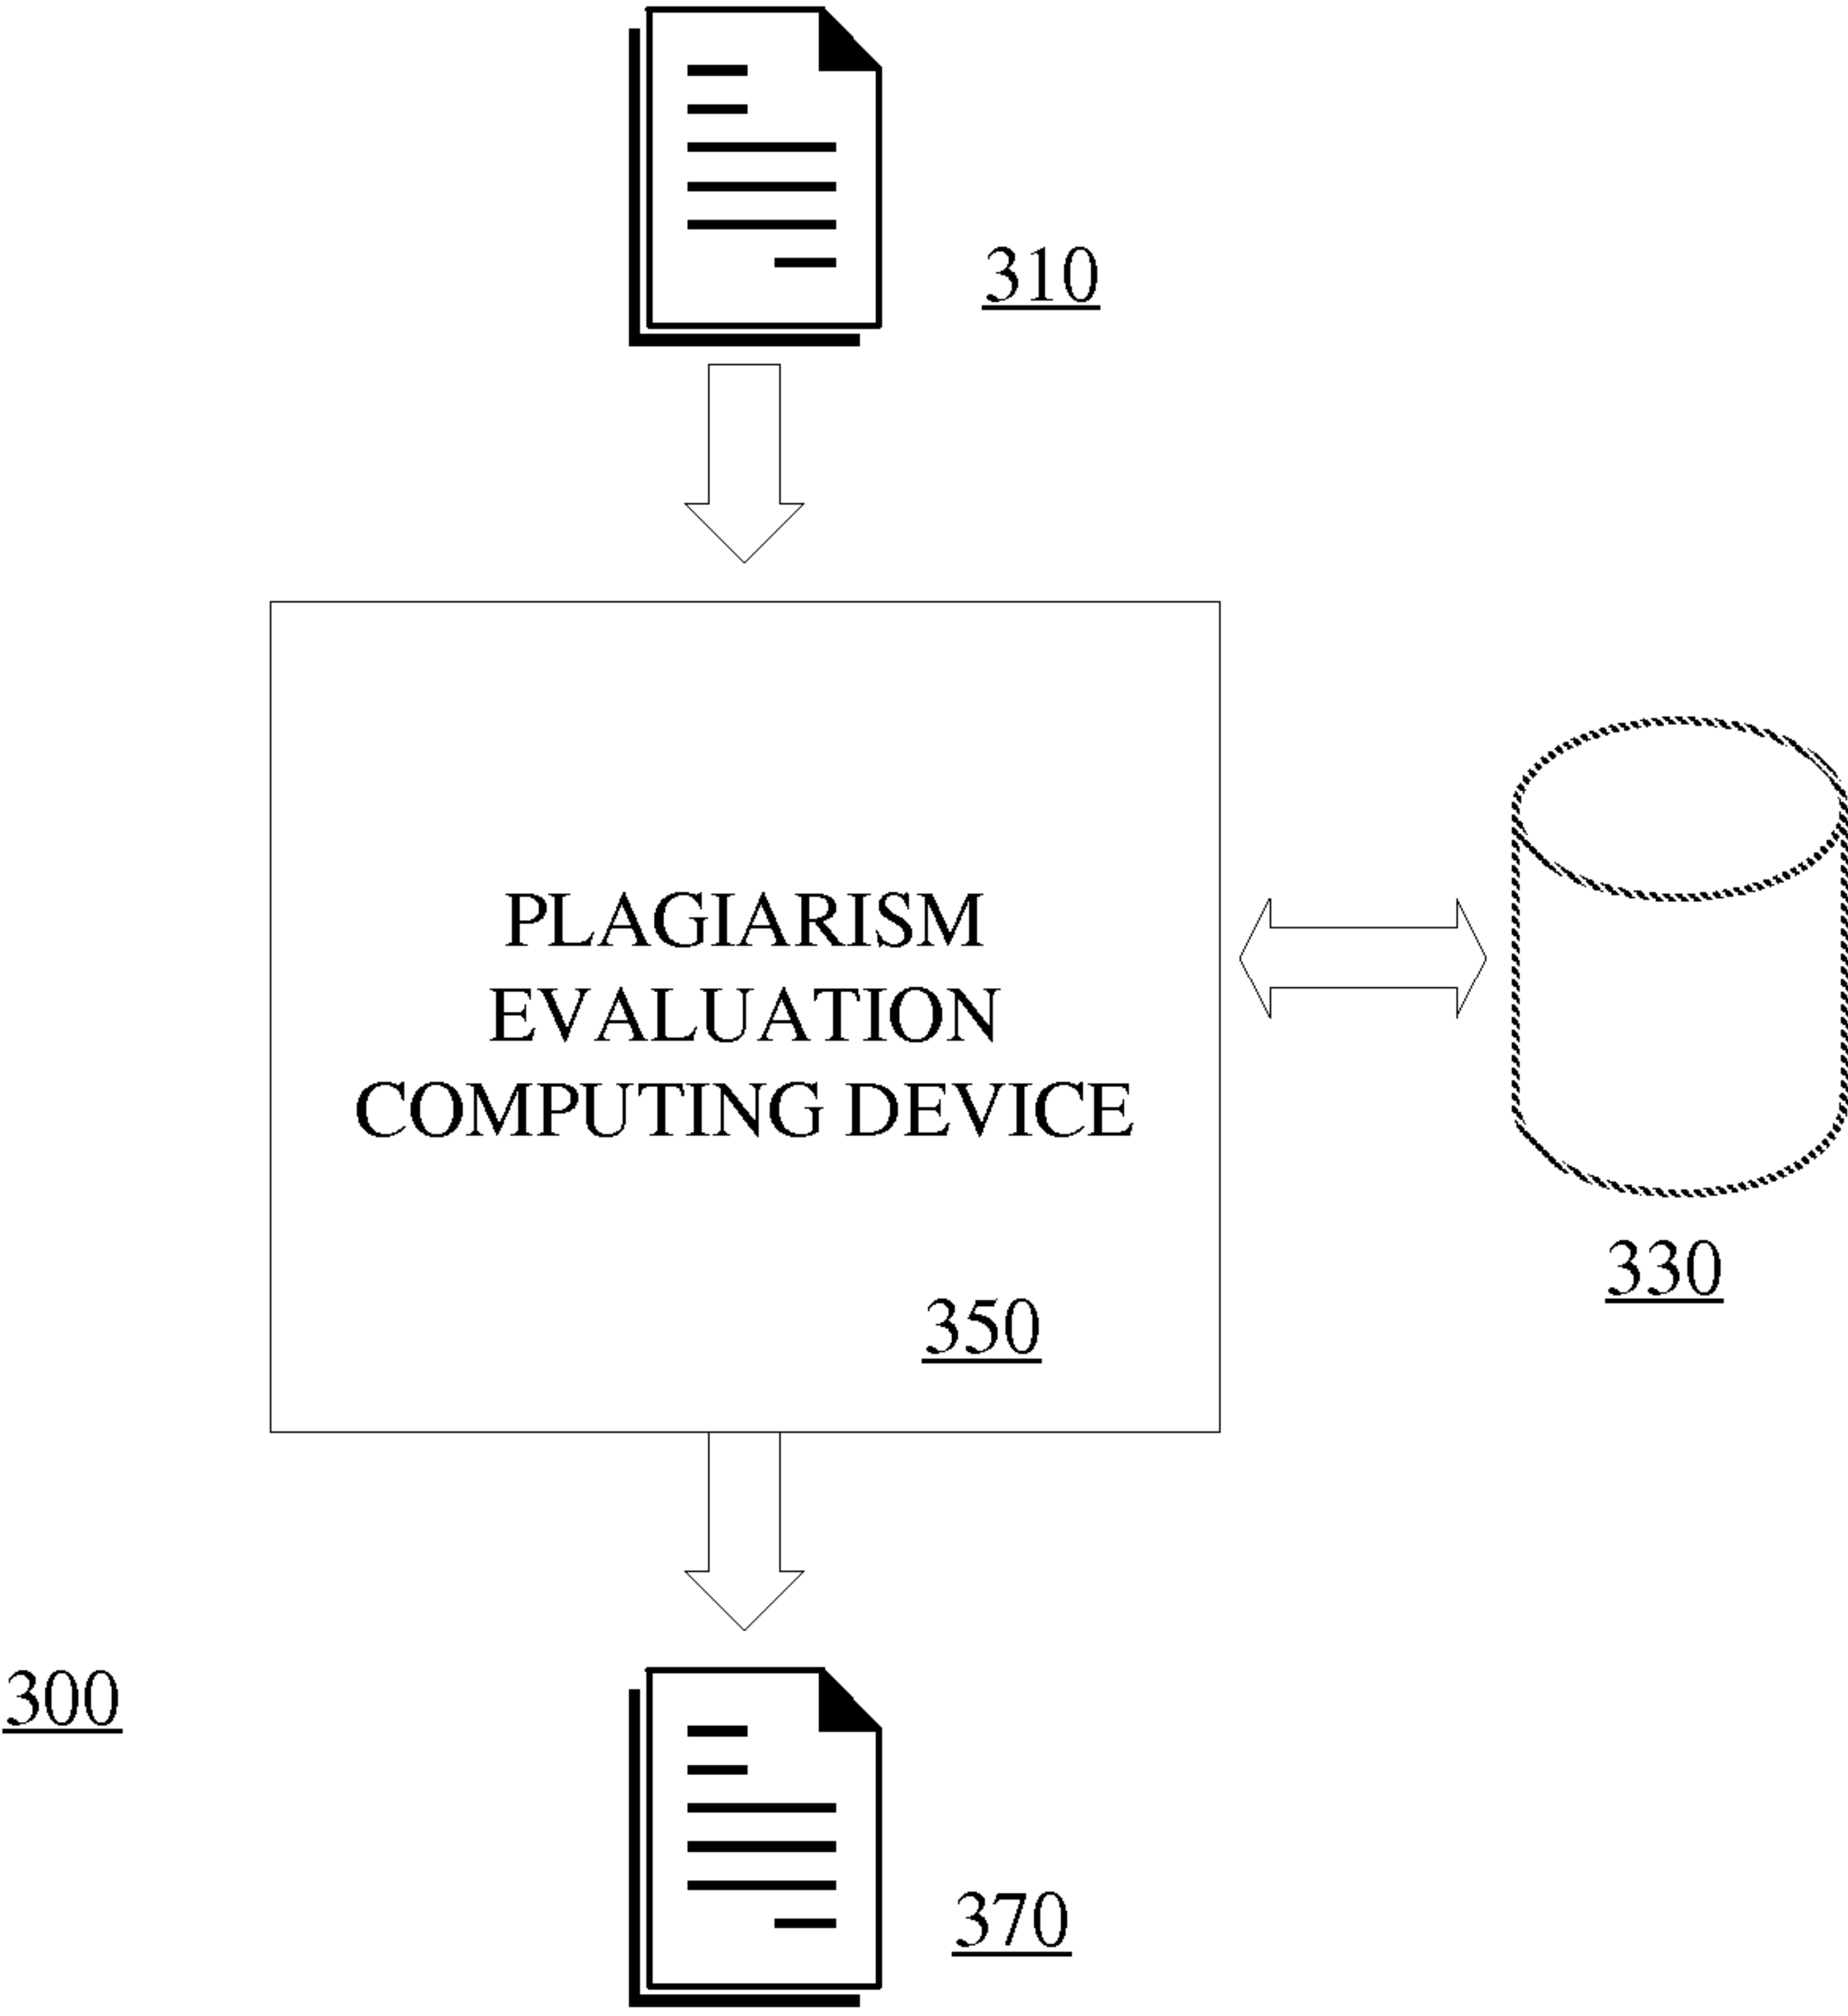 310
PLAGIARISM
EVALUATION
COMPUTING DEVICE
330
350
300
370